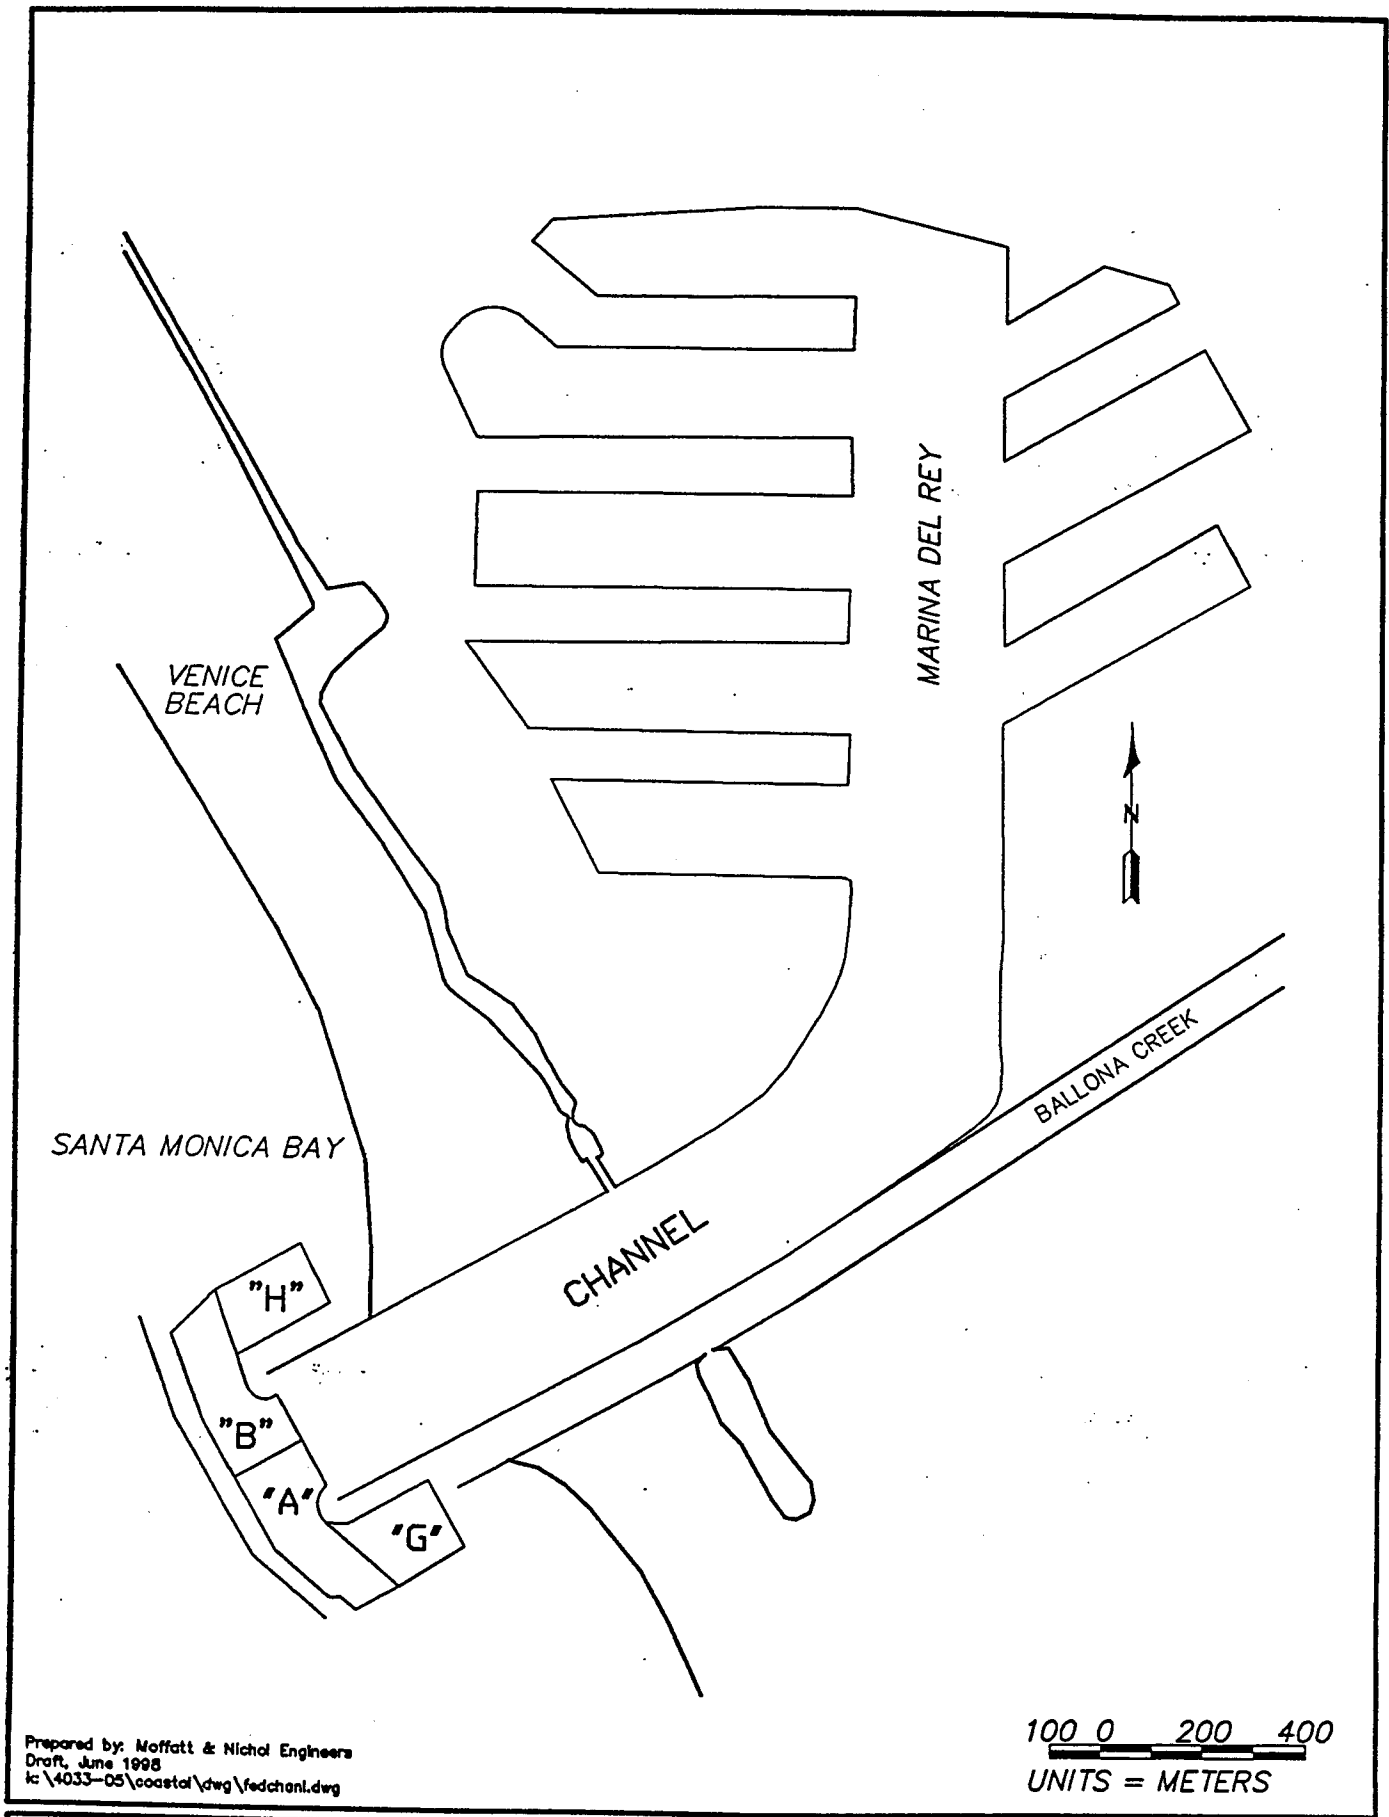 MARINA DEL REY
VENICE
BEACH
N
BALLONA CREEK
SANTA MONICA BAY
CHANNEL
"H"
"B"
"A"
"G"
Prepared by: Moffatt & Nichol Engineers
Draft, June 1998
k:\4033-05\coastal\dwg\fedchanl.dwg
100 0 200 400
UNITS = METERS